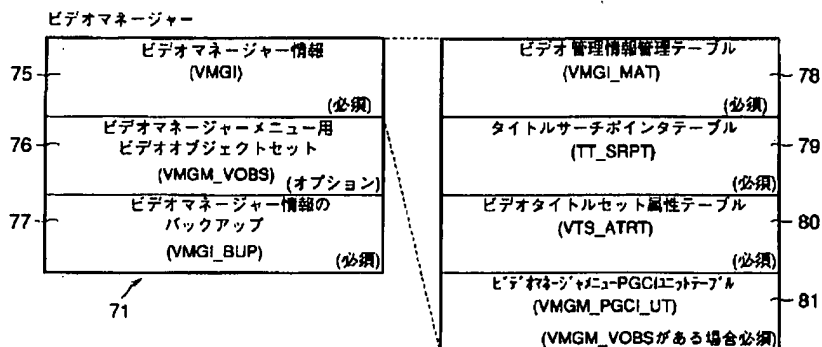 ビデオマネージャー
75
ビデオマネージャー情報
(VMGI)
(必須)
76
ビデオマネージャーメニュー用
ビデオオブジェクトセット
(VMGM_VOBS)
(オプション)
77
ビデオマネージャー情報の
バックアップ
(VMGI_BUP)
(必須)
71
ビデオ管理情報管理テーブル
(VMGI_MAT)
(必須)
78
タイトルサーチポインタテーブル
(TT_SRPT)
(必須)
79
ビデオタイトルセット属性テーブル
(VTS_ATRT)
(必須)
80
ビデオマネージャメニューPGCIユニットテーブル
(VMGM_PGCI_UT)
(VMGM_VOBSがある場合必須)
81